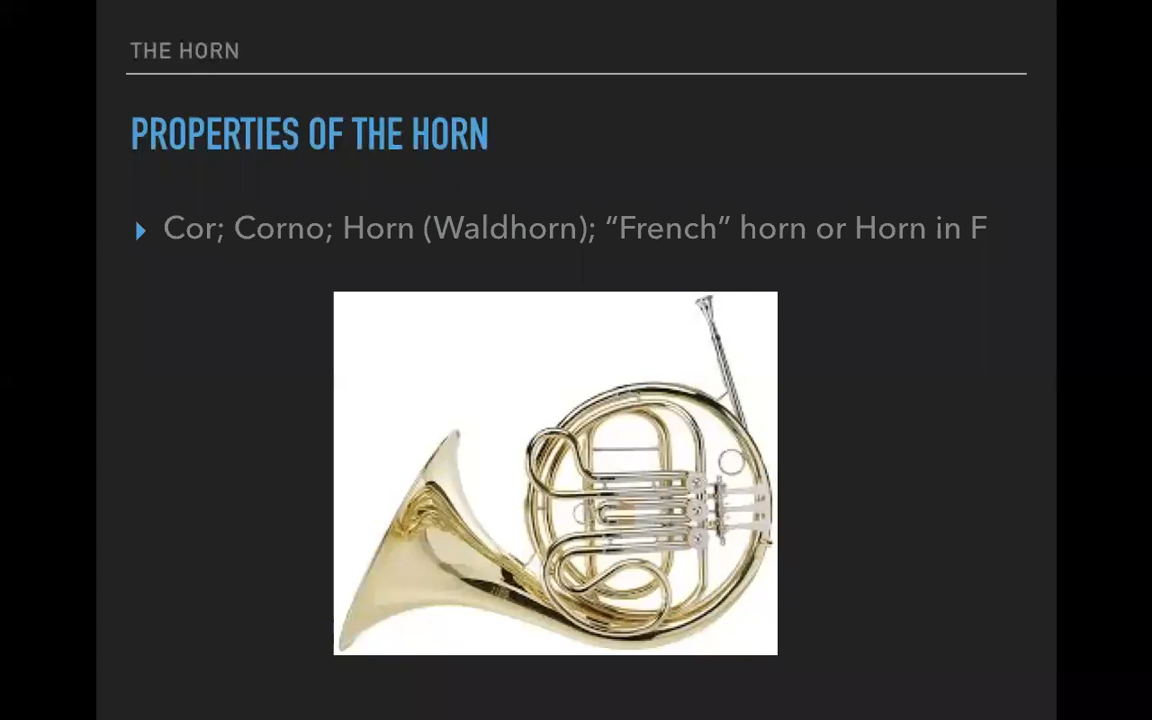 THE HORN
PROPERTIES OF THE HORN
Cor; Corno; Horn (Waldhorn); “French” horn or Horn in F